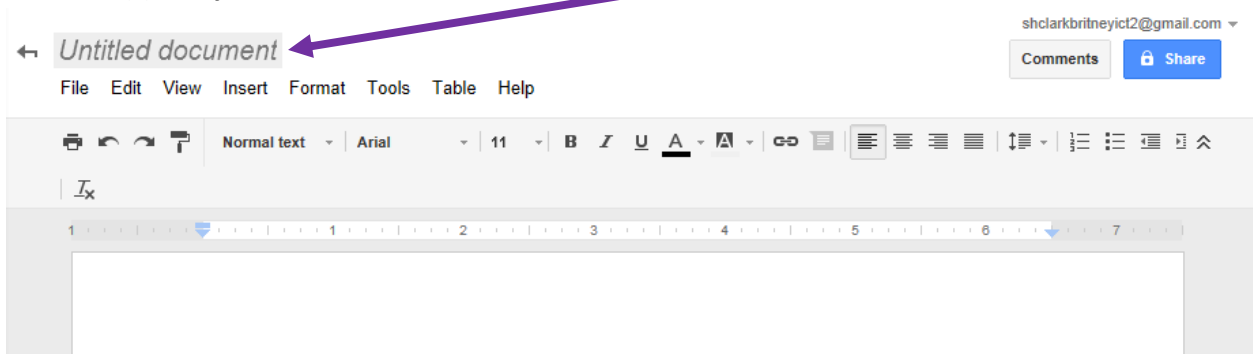 shclarkbritneyict2@gmail.com
Untitled document
Comments Share
File Edit View Insert Format Tools Table Help
Normal text Arial 11 B I U A A
1 1 2 3 4 5 6 7